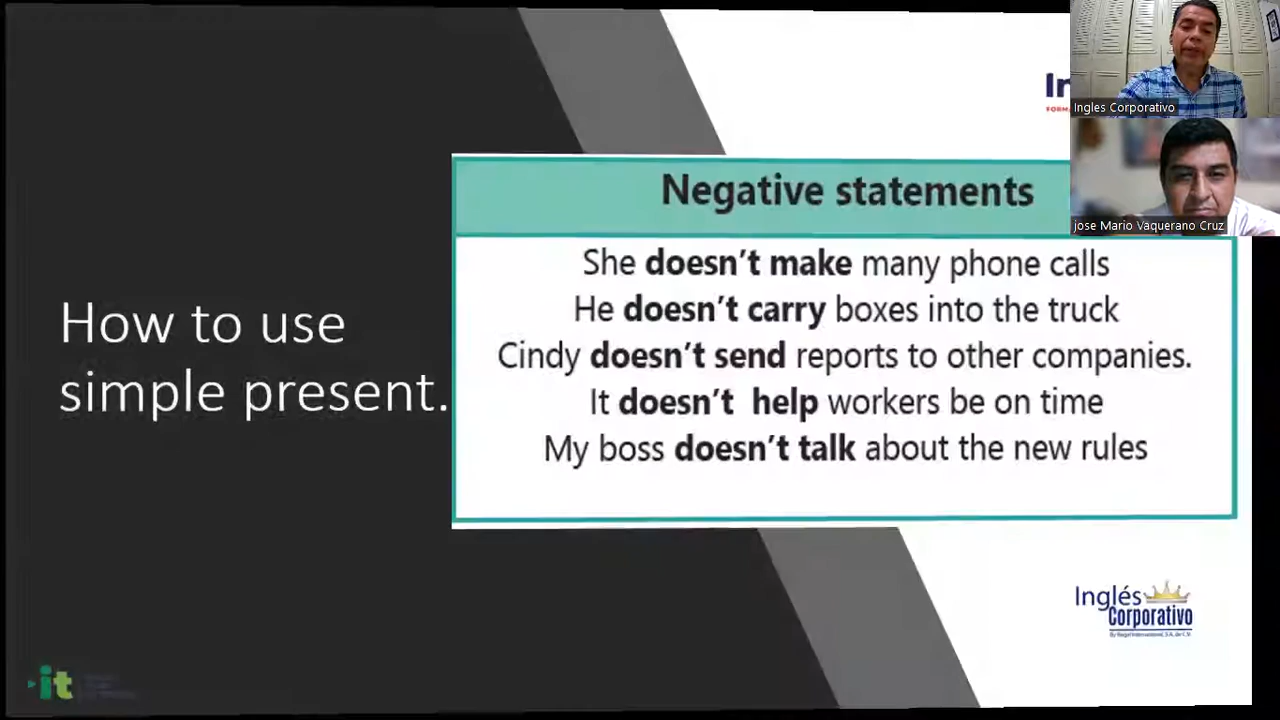 How to use
simple present.
Negative statements
She doesn't make many phone calls
He doesn't carry boxes into the truck
Cindy doesn't send reports to other companies.
It doesn't  help workers be on time
My boss doesn't talk about the new rules
Ingles Corporativo
jose Mario Vaquerano Cruz
Inglés
Corporativo
it